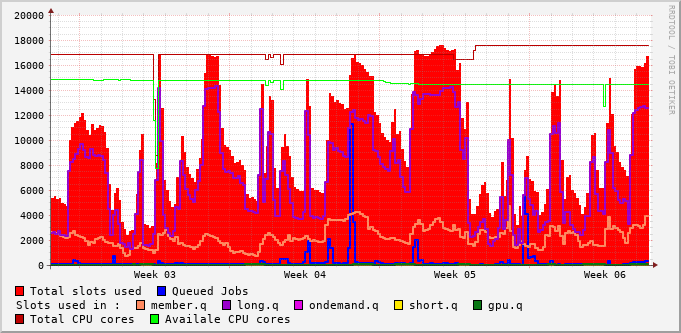 20000
18000
16000
14000
12000
10000
8000
6000
4000
2000
0
Week 03 Week 04 Week 05 Week 06
RRDTOOL / TOBI OETIKER
Total slots used Queued Jobs
Slots used in : member.q long.q ondemand.q short.q gpu.q
Total CPU cores Availale CPU cores